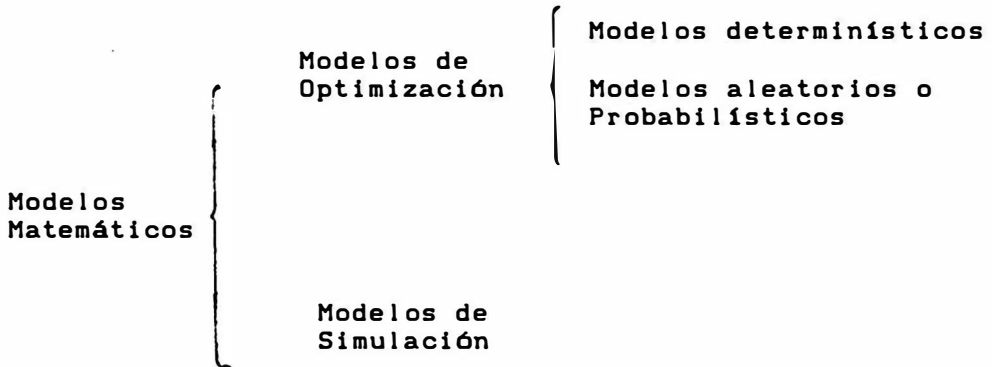 Modelos determinísticos
Modelos de
Optimización
Modelos aleatorios o
Probabilísticos
Modelos
Matemáticos
Modelos de
Simulación